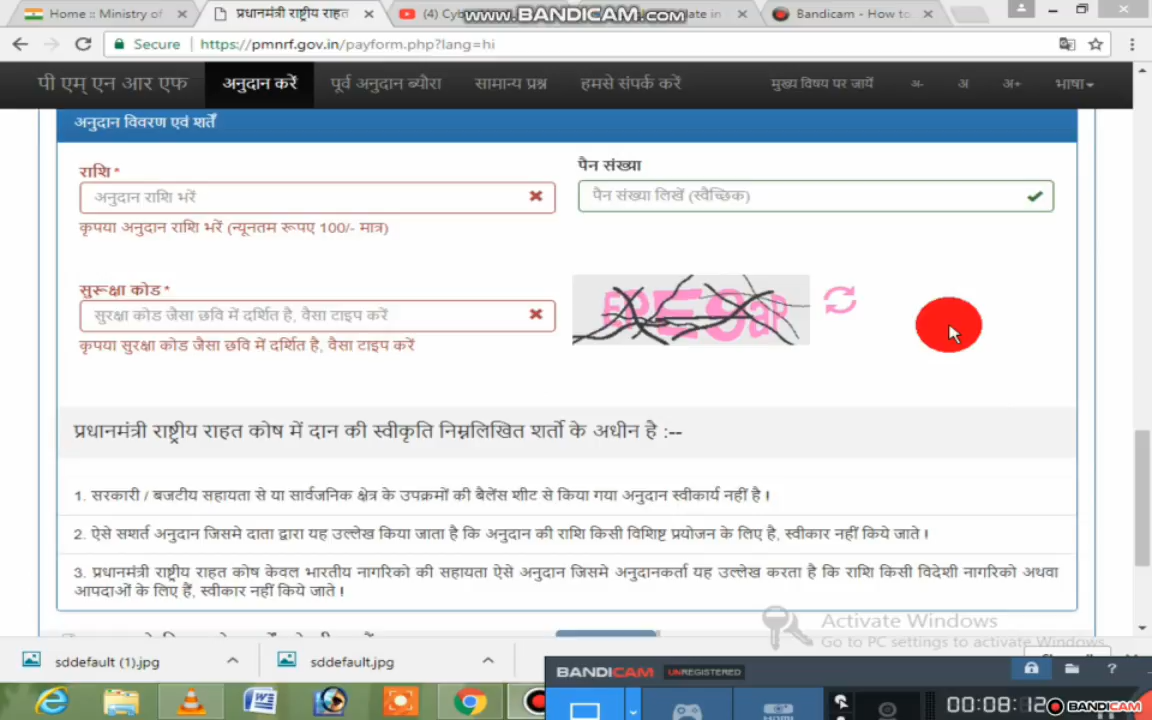 Home :: Ministry of
प्रधानमंत्री राष्ट्रीय राहत
(4) Cyb
www.BANDICAM.com
ate in
Bandicam - How to
Secure
https://pmnrf.gov.in/payform.php?lang=hi
पी एम् एन आर एफ
अनुदान करें
पूर्व अनुदान ब्यौरा
सामान्य प्रश्न
हमसे संपर्क करें
मुख्य विषय पर जायें
अ-
अ
अ+
भाषा
अनुदान विवरण एवं शर्तें
राशि *
पैन संख्या
अनुदान राशि भरें
पैन संख्या लिखें (स्वैच्छिक)
कृपया अनुदान राशि भरें (न्यूनतम रूपए 100/- मात्र)
सुरूक्षा कोड *
सुरक्षा कोड जैसा छवि में दर्शित है, वैसा टाइप करें
कृपया सुरक्षा कोड जैसा छवि में दर्शित है, वैसा टाइप करें
प्रधानमंत्री राष्ट्रीय राहत कोष में दान की स्वीकृति निम्नलिखित शर्तो के अधीन है :--
1. सरकारी / बजटीय सहायता से या सार्वजनिक क्षेत्र के उपक्रमों की बैलेंस शीट से किया गया अनुदान स्वीकार्य नहीं है !
2. ऐसे सशर्त अनुदान जिसमे दाता द्वारा यह उल्लेख किया जाता है कि अनुदान की राशि किसी विशिष्ट प्रयोजन के लिए है, स्वीकार नहीं किये जाते !
3. प्रधानमंत्री राष्ट्रीय राहत कोष केवल भारतीय नागरिको की सहायता ऐसे अनुदान जिसमे अनुदानकर्ता यह उल्लेख करता है कि राशि किसी विदेशी नागरिको अथवा
आपदाओं के लिए हैं, स्वीकार नहीं किये जाते !
Activate Windows
Go to PC settings to activate Windows.
sddefault (1).jpg
sddefault.jpg
BANDICAM
UNREGISTERED
00:08:12
BANDICAM